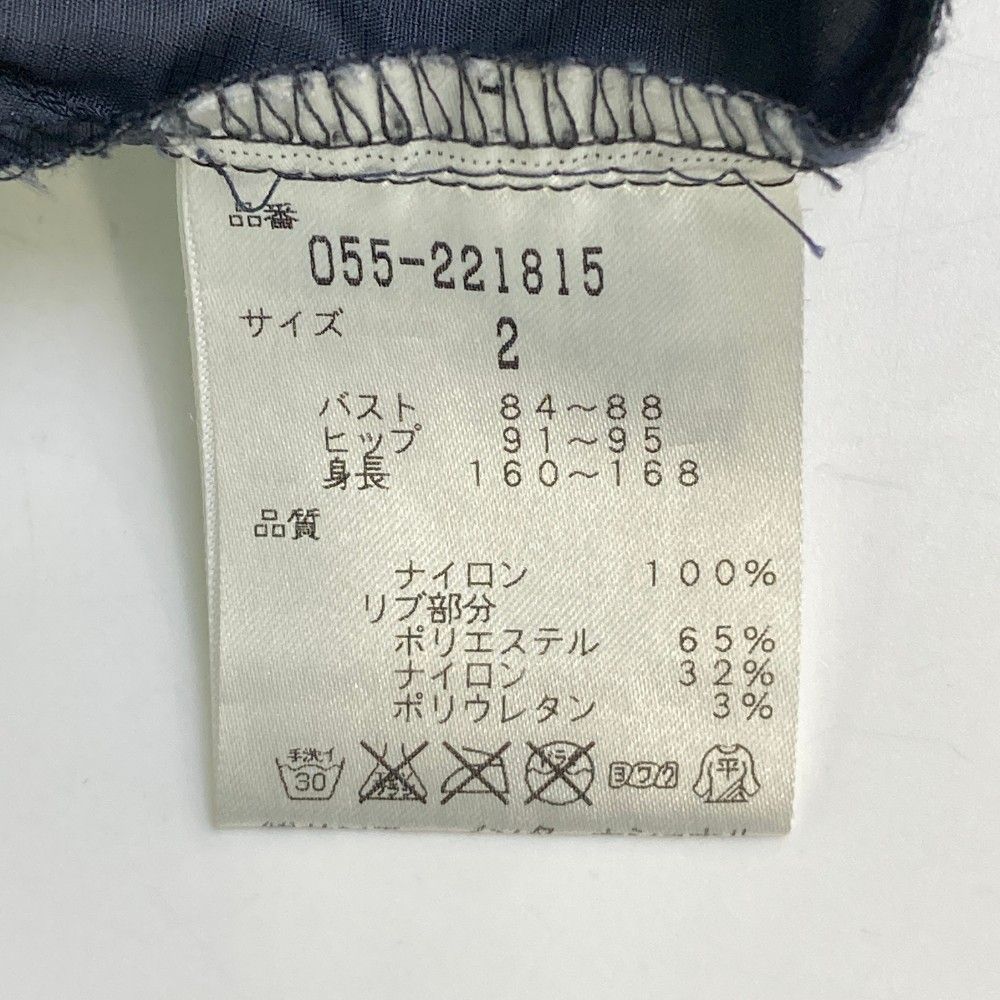 品番
055-221815
サイズ 2
バスト 84～88
ヒップ 91～95
身長 160～168
品質
ナイロン 100%
リブ部分
ポリエステル 65%
ナイロン 32%
ポリウレタン 3%
手洗イ 30 ヨワク 平